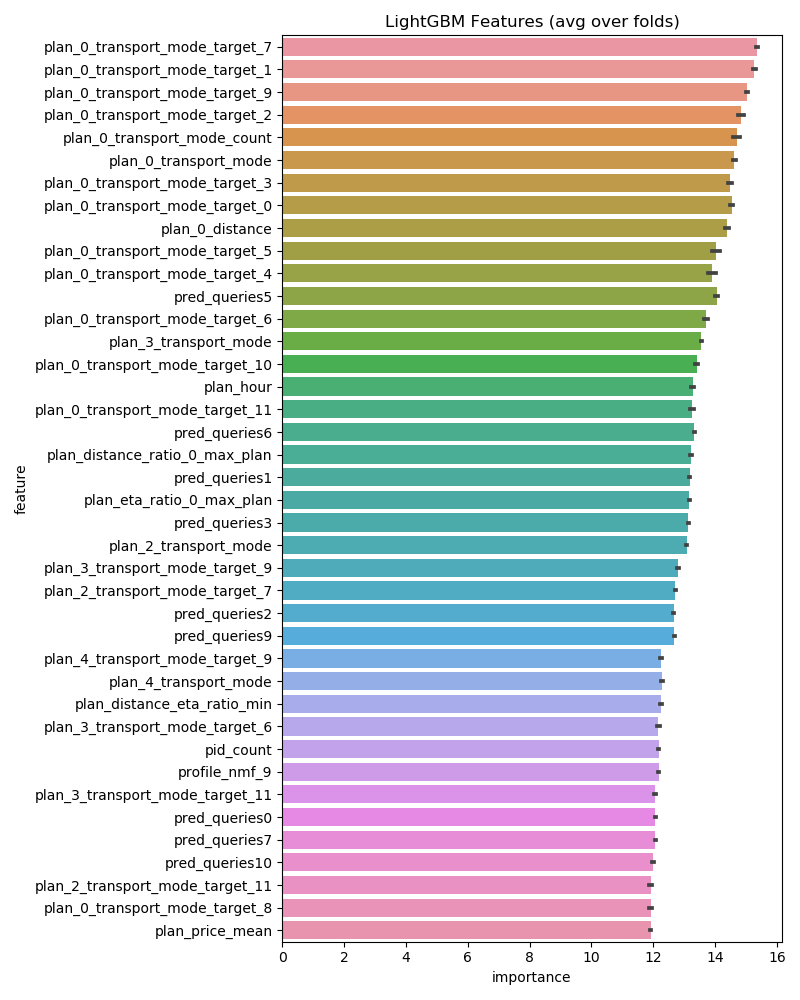 LightGBM Features (avg over folds)
plan_0_transport_mode_target_7
plan_0_transport_mode_target_1
plan_0_transport_mode_target_9
plan_0_transport_mode_target_2
plan_0_transport_mode_count
plan_0_transport_mode
plan_0_transport_mode_target_3
plan_0_transport_mode_target_0
plan_0_distance
plan_0_transport_mode_target_5
plan_0_transport_mode_target_4
pred_queries5
plan_0_transport_mode_target_6
plan_3_transport_mode
plan_0_transport_mode_target_10
plan_hour
plan_0_transport_mode_target_11
pred_queries6
plan_distance_ratio_0_max_plan
pred_queries1
plan_eta_ratio_0_max_plan
pred_queries3
plan_2_transport_mode
plan_3_transport_mode_target_9
plan_2_transport_mode_target_7
pred_queries2
pred_queries9
plan_4_transport_mode_target_9
plan_4_transport_mode
plan_distance_eta_ratio_min
plan_3_transport_mode_target_6
pid_count
profile_nmf_9
plan_3_transport_mode_target_11
pred_queries0
pred_queries7
pred_queries10
plan_2_transport_mode_target_11
plan_0_transport_mode_target_8
plan_price_mean
feature
0 2 4 6 8 10 12 14 16
importance